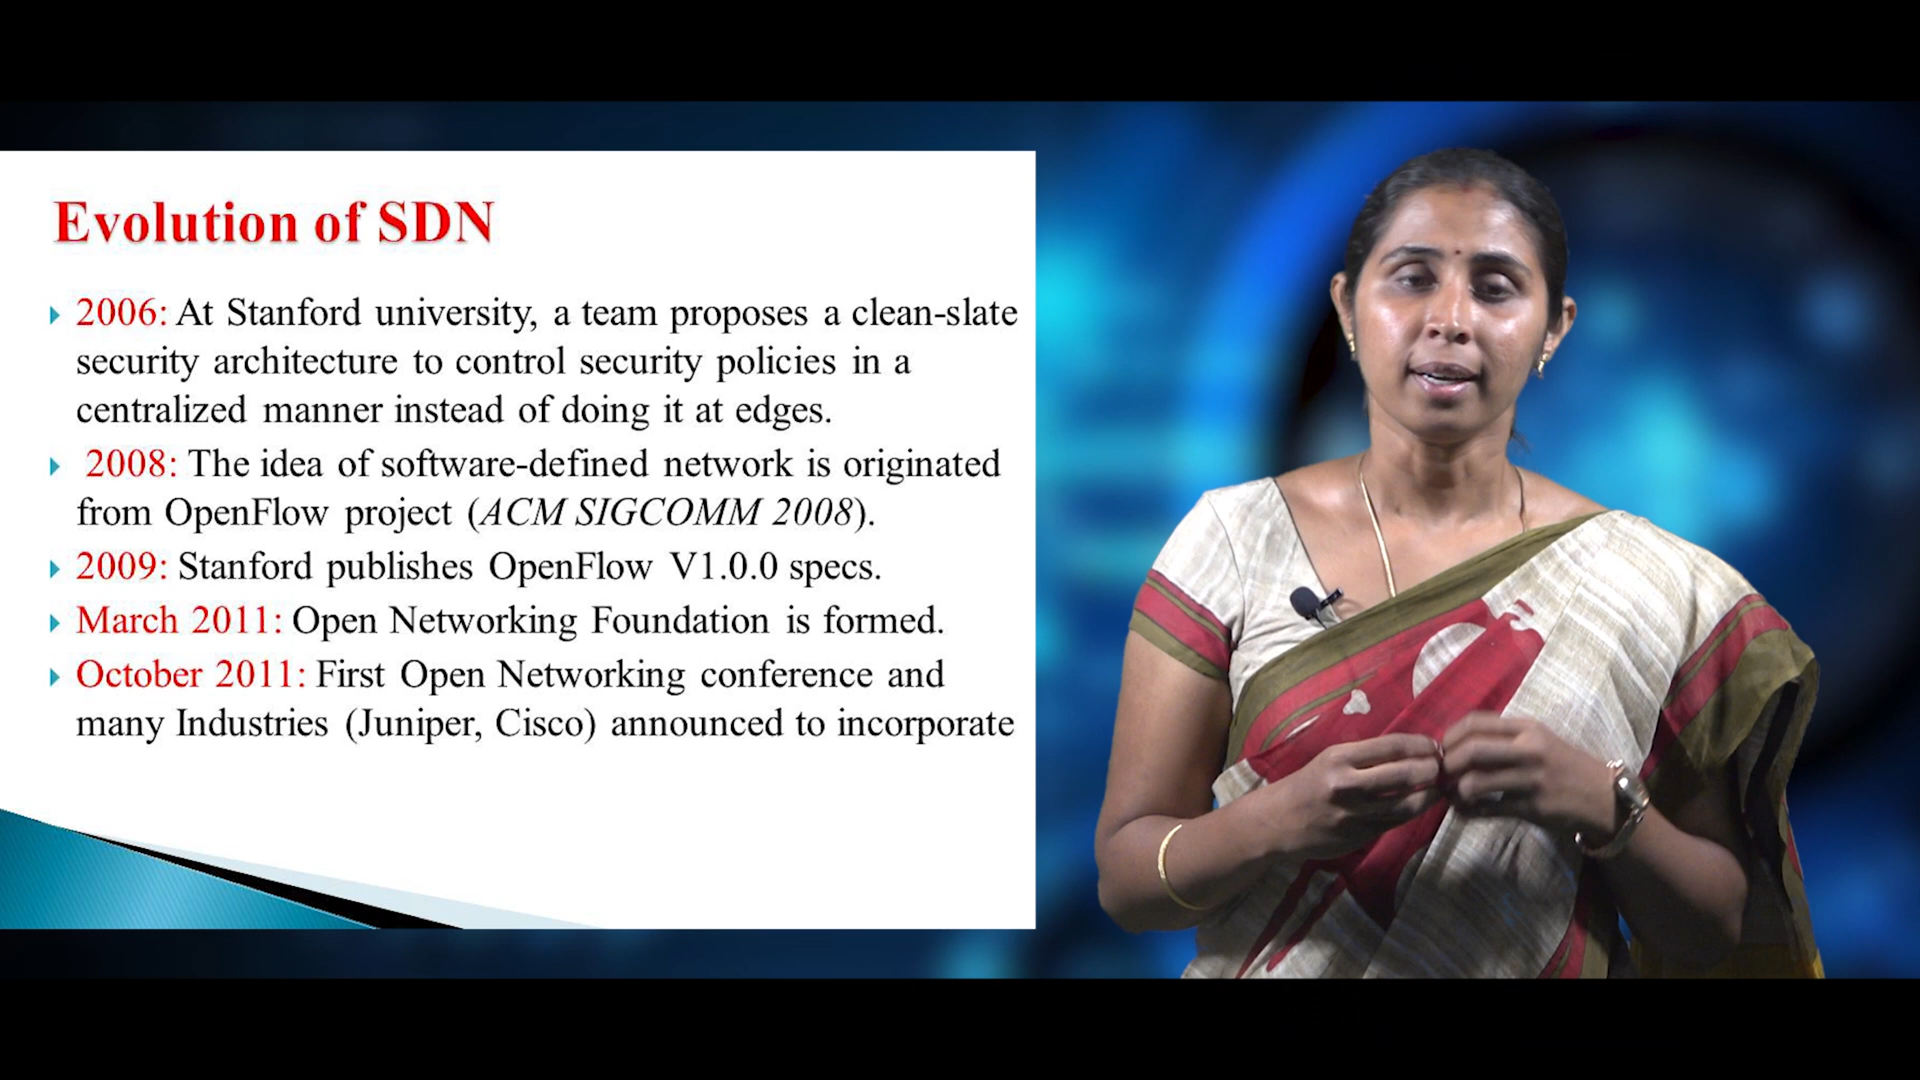 Evolution of SDN
2006: At Stanford university, a team proposes a clean-slate
security architecture to control security policies in a
centralized manner instead of doing it at edges.
2008: The idea of software-defined network is originated
from OpenFlow project (ACM SIGCOMM 2008).
2009: Stanford publishes OpenFlow V1.0.0 specs.
March 2011: Open Networking Foundation is formed.
October 2011: First Open Networking conference and
many Industries (Juniper, Cisco) announced to incorporate